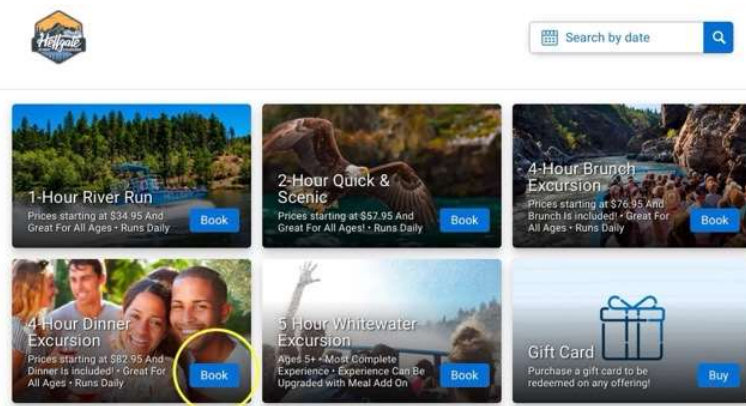 Hellgate
Search by date
1-Hour River Run
Prices starting at $34.95 And
Great For All Ages • Runs Daily
Book
2-Hour Quick &
Scenic
Prices starting at $57.95 And
Great For All Ages! • Runs Daily
Book
4-Hour Brunch
Excursion
Prices starting at $76.95 And
Brunch Is included! • Great For
All Ages • Runs Daily
Book
4-Hour Dinner
Excursion
Prices starting at $82.95 And
Dinner Is included! • Great For
All Ages • Runs Daily
Book
5 Hour Whitewater
Excursion
Ages 5+ • Most Complete
Experience • Experience Can Be
Upgraded with Meal Add On
Book
Gift Card
Purchase a gift card to be
redeemed on any offering!
Buy